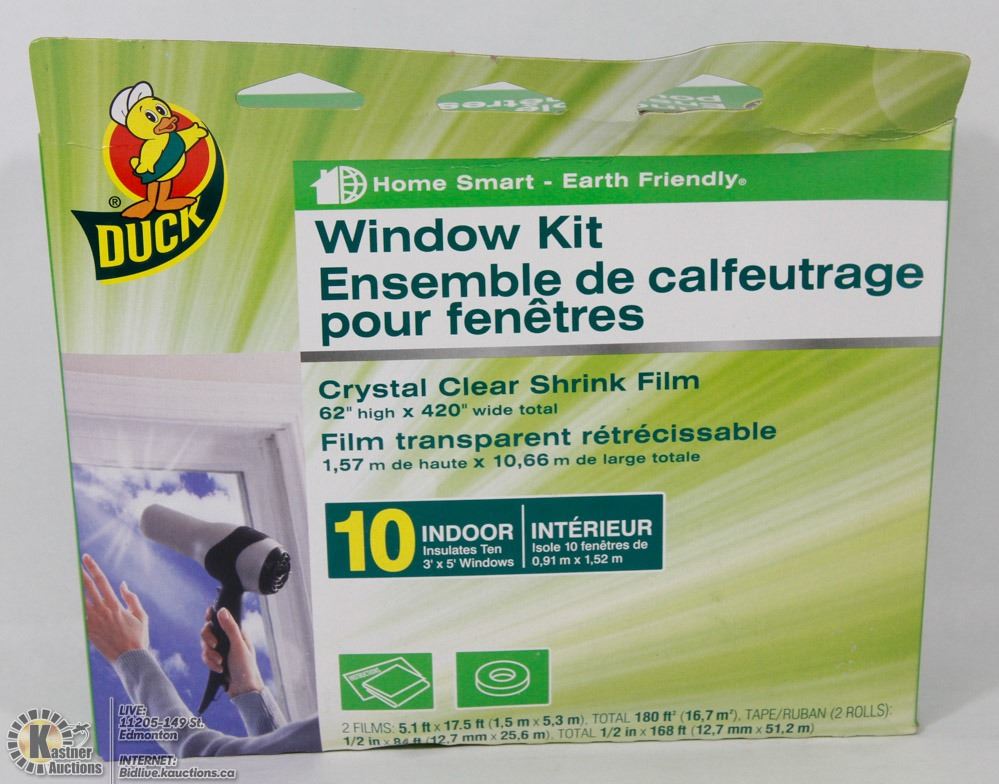 ètres
DUCK
®
Home Smart - Earth Friendly®
Window Kit
Ensemble de calfeutrage
pour fenêtres
Crystal Clear Shrink Film
62" high x 420" wide total
Film transparent rétrécissable
1,57 m de haute x 10,66 m de large totale
10 INDOOR
Insulates Ten
3' x 5' Windows
INTÉRIEUR
Isole 10 fenêtres de
0,91 m x 1,52 m
INSTRUCTIONS
2 FILMS: 5.1 ft x 17.5 ft (1,5 m x 5,3 m), TOTAL 180 ft² (16,7 m²), TAPE/RUBAN (2 ROLLS):
1/2 in x 84 ft (12,7 mm x 25,6 m), TOTAL 1/2 in x 168 ft (12,7 mm x 51,2 m)
K
Kastner
Auctions
LIVE:
11205-149 St.
Edmonton
INTERNET:
Bidlive.kauctions.ca